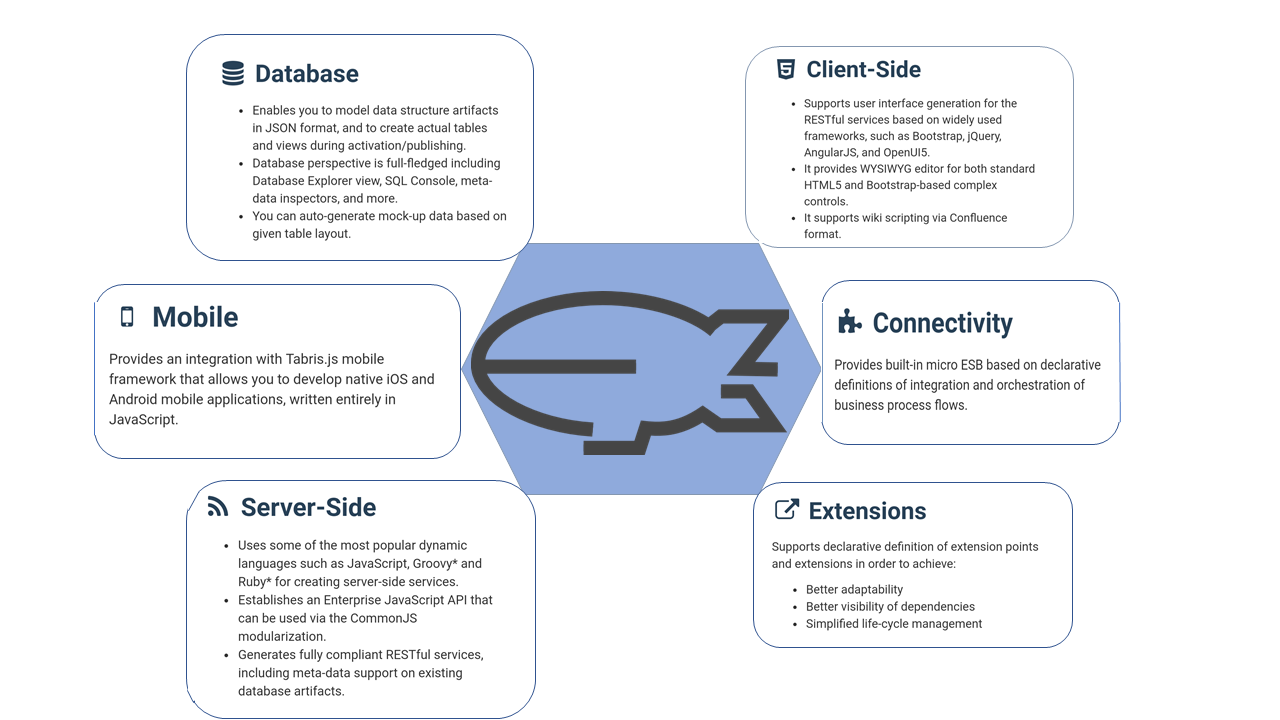 Database
• Enables you to model data structure artifacts
in JSON format, and to create actual tables
and views during activation/publishing.
• Database perspective is full-fledged including
Database Explorer view, SQL Console, meta-
data inspectors, and more.
• You can auto-generate mock-up data based on
given table layout.
Client-Side
• Supports user interface generation for the
RESTful services based on widely used
frameworks, such as Bootstrap, jQuery,
AngularJS, and OpenUI5.
• It provides WYSIWYG editor for both standard
HTML5 and Bootstrap-based complex
controls.
• It supports wiki scripting via Confluence
format.
Mobile
Provides an integration with Tabris.js mobile
framework that allows you to develop native iOS and
Android mobile applications, written entirely in
JavaScript.
Connectivity
Provides built-in micro ESB based on declarative
definitions of integration and orchestration of
business process flows.
Server-Side
• Uses some of the most popular dynamic
languages such as JavaScript, Groovy* and
Ruby* for creating server-side services.
• Establishes an Enterprise JavaScript API that
can be used via the CommonJS
modularization.
• Generates fully compliant RESTful services,
including meta-data support on existing
database artifacts.
Extensions
Supports declarative definition of extension points
and extensions in order to achieve:
• Better adaptability
• Better visibility of dependencies
• Simplified life-cycle management